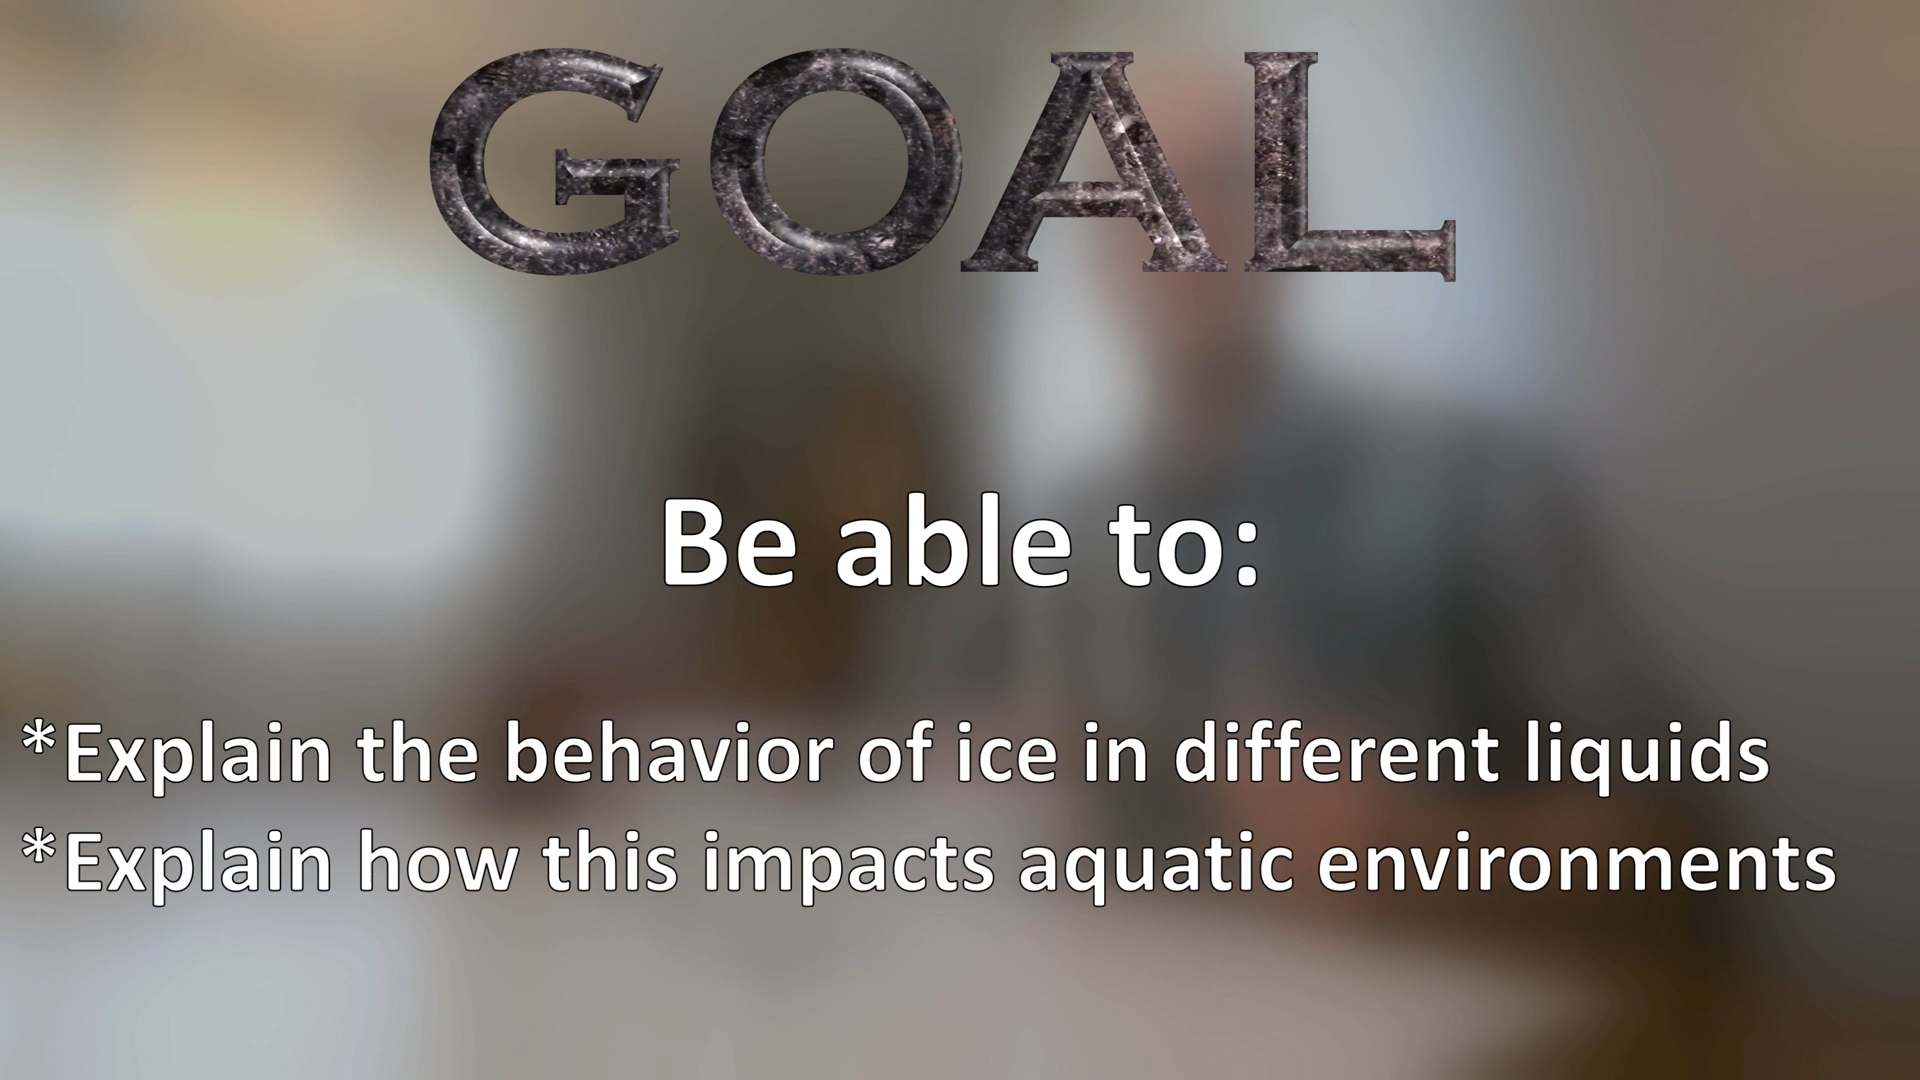 GOAL
Be able to:
*Explain the behavior of ice in different liquids
*Explain how this impacts aquatic environments